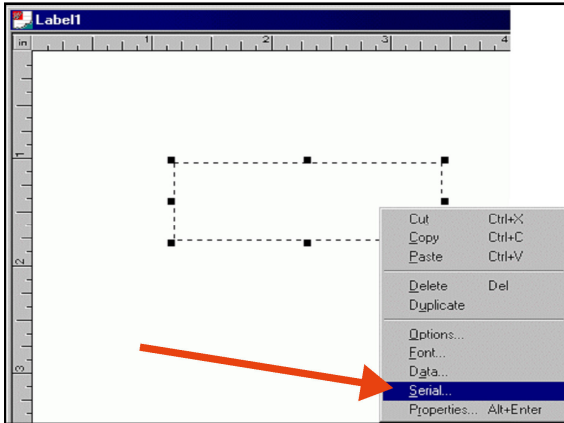 Label1
in 1 2 3 4
1
2
3
Cut Ctrl+X
Copy Ctrl+C
Paste Ctrl+V
Delete Del
Duplicate
Options...
Font...
Data...
Serial...
Properties... Alt+Enter